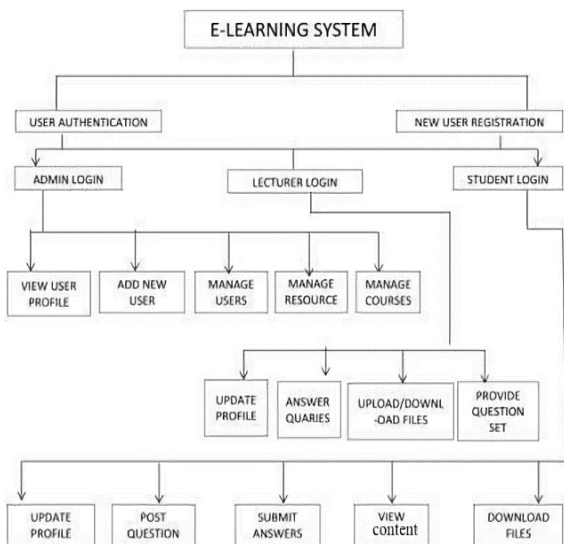 E-LEARNING SYSTEM
USER AUTHENTICATION
NEW USER REGISTRATION
ADMIN LOGIN
LECTURER LOGIN
STUDENT LOGIN
VIEW USER
PROFILE
ADD NEW
USER
MANAGE
USERS
MANAGE
RESOURCE
MANAGE
COURSES
UPDATE
PROFILE
ANSWER
QUARIES
UPLOAD/DOWNL
-OAD FILES
PROVIDE
QUESTION
SET
UPDATE
PROFILE
POST
QUESTION
SUBMIT
ANSWERS
VIEW
content
DOWNLOAD
FILES